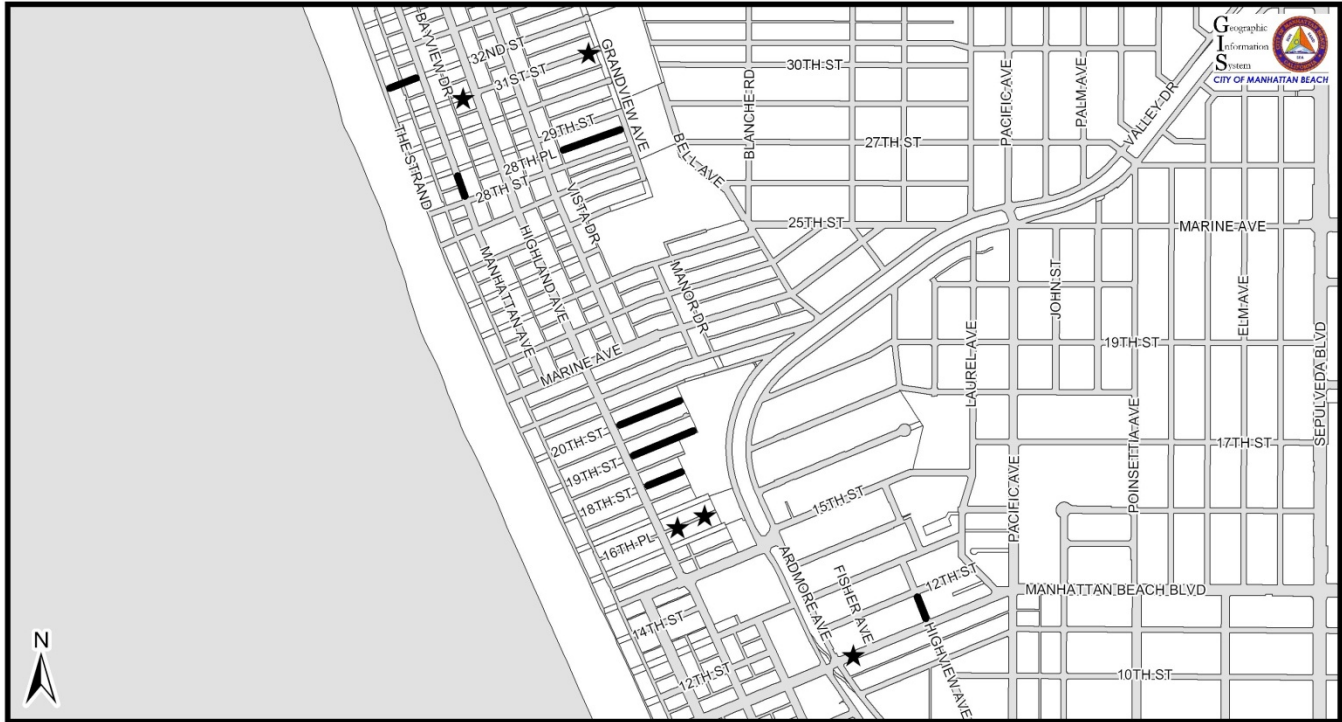 Geographic
Information
System
CITY OF MANHATTAN BEACH
BAYVIEW DR
32ND ST
31ST ST
GRANDVIEW AVE
30TH ST
PACIFIC AVE
PALM AVE
VALLEY DR
THE STRAND
29TH ST
28TH PL
28TH ST
BELL AVE
BLANCHE RD
27TH ST
VISTA DR
25TH ST
MARINE AVE
MANHATTAN AVE
HIGHLAND AVE
MANOR DR
JOHN ST
ELM AVE
SEPULVEDA BLVD
MARINE AVE
LAUREL AVE
19TH ST
20TH ST
19TH ST
18TH ST
POINSETTIA AVE
17TH ST
16TH PL
15TH ST
PACIFIC AVE
14TH ST
ARDMORE AVE
FISHER AVE
12TH ST
MANHATTAN BEACH BLVD
12TH ST
HIGHVIEW AVE
10TH ST
N